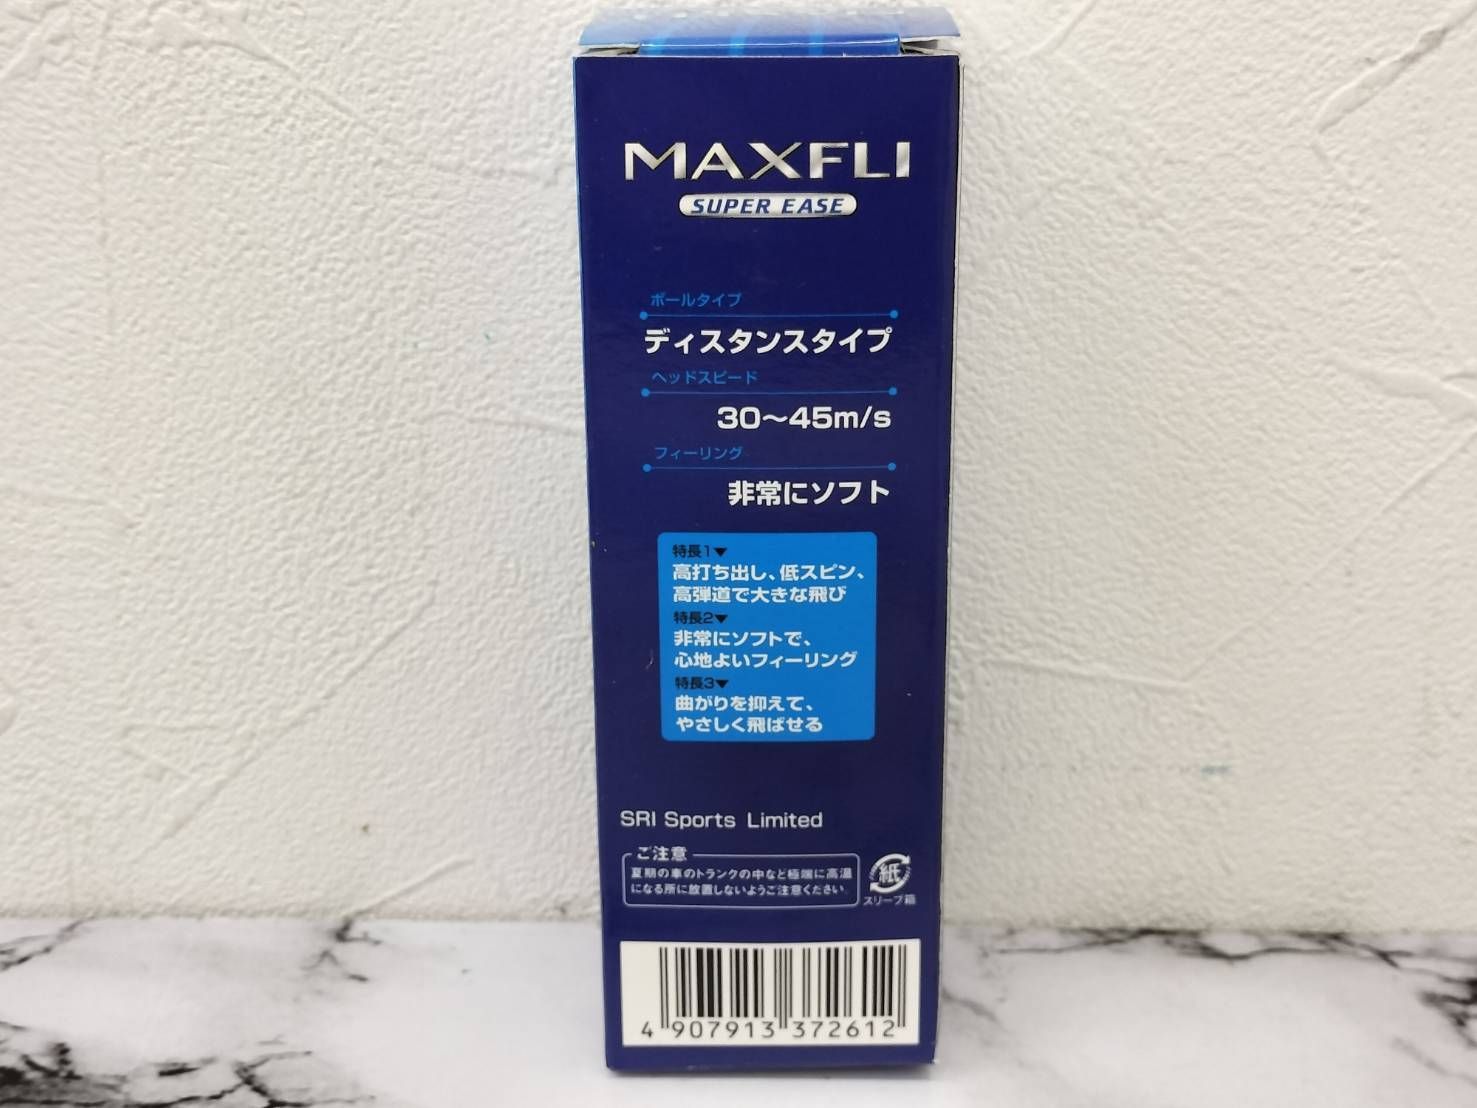 MAXFLI
SUPER EASE
ボールタイプ
ディスタンスタイプ
ヘッドスピード
30〜45m/s
フィーリング
非常にソフト
特長1▼
高打ち出し、低スピン、
高弾道で大きな飛び
特長2▼
非常にソフトで、
心地よいフィーリング
特長3▼
曲がりを抑えて、
やさしく飛ばせる
SRI Sports Limited
ご注意
夏期の車のトランクの中など極端に高温
になる所に放置しないようご注意ください。
紙
スリーブ箱
4 907913 372612